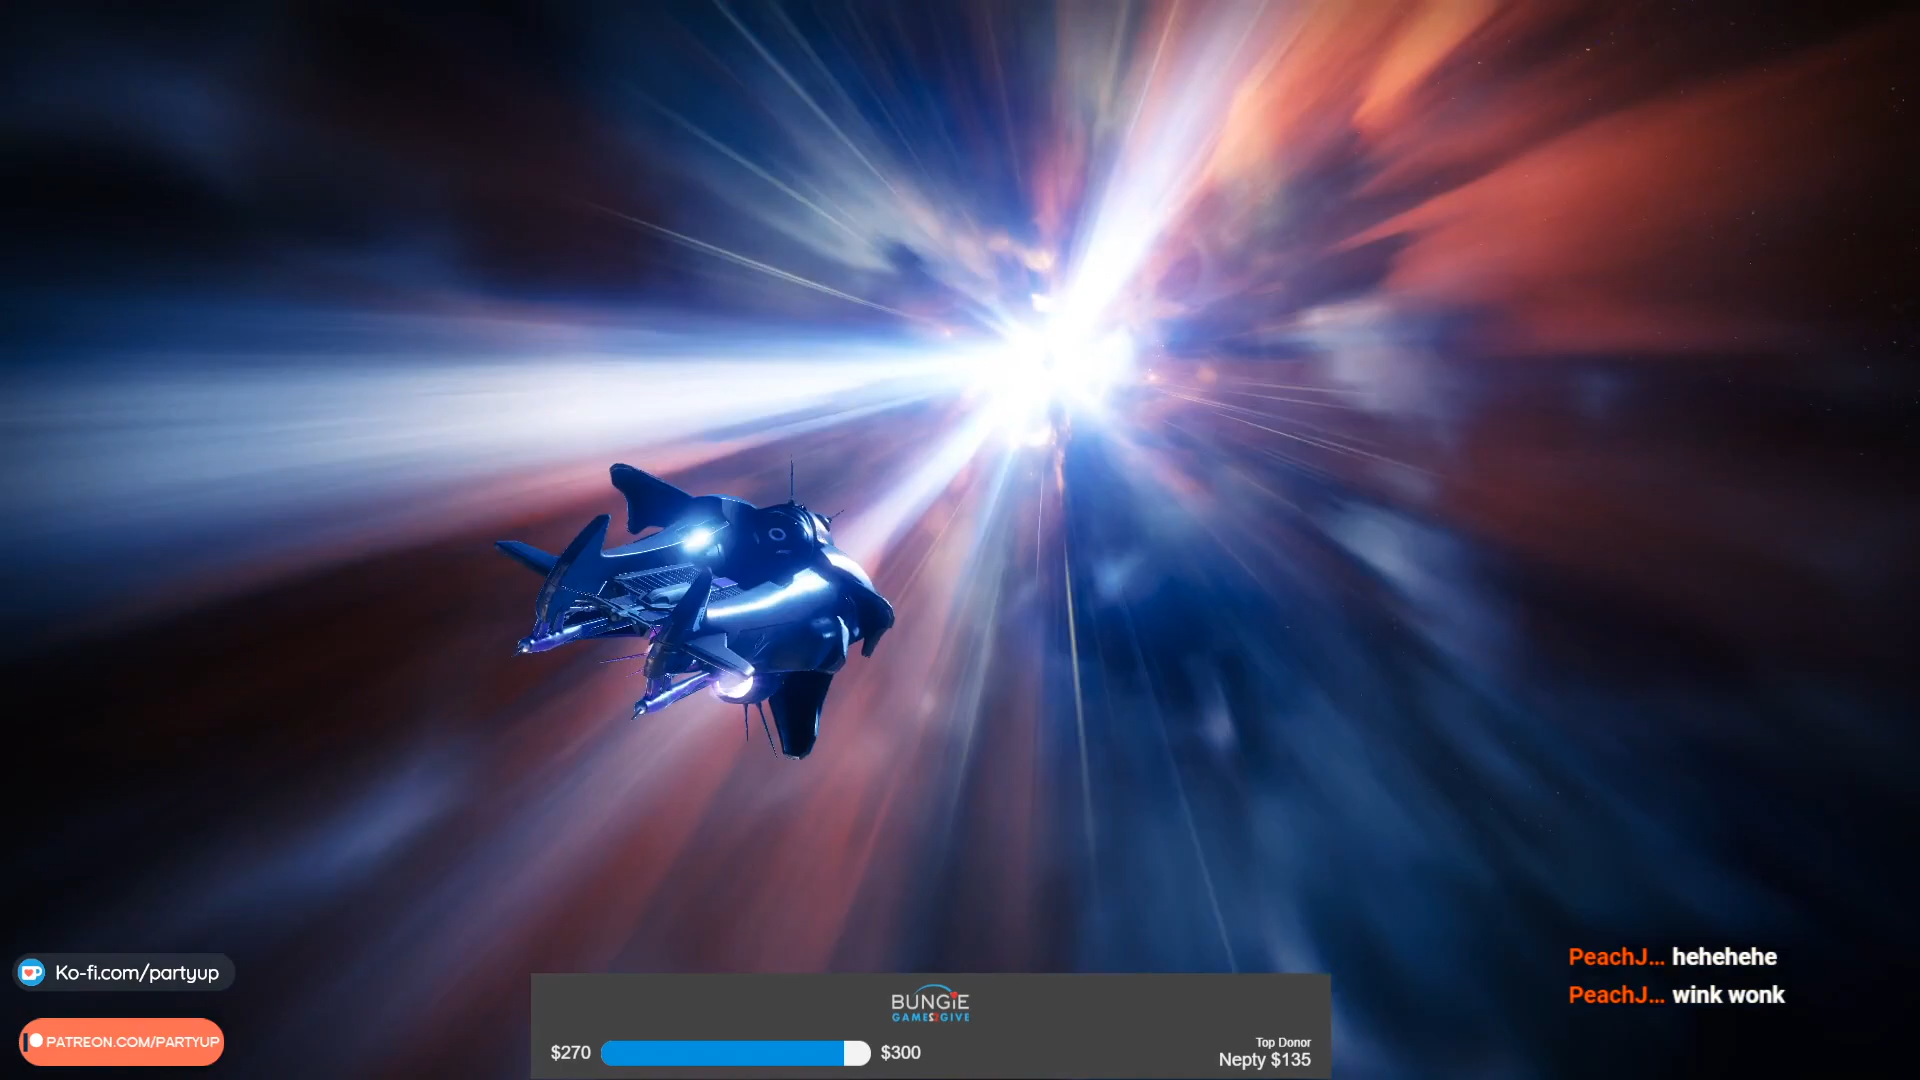 Ko-fi.com/partyup
PATREON.COM/PARTYUP
BUNGIE
GAME2GIVE
$270
$300
Top Donor
Nepty $135
PeachJ... hehehehe
PeachJ... wink wonk